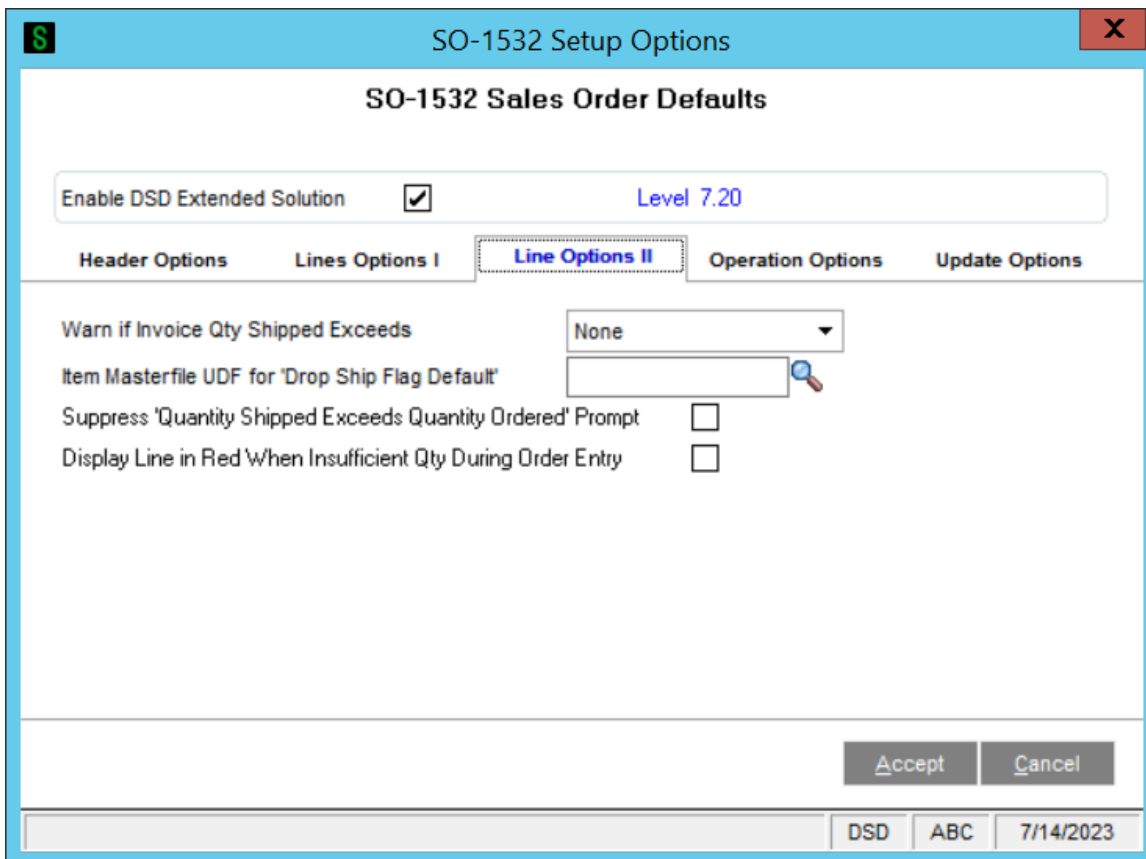 S
SO-1532 Setup Options
X
SO-1532 Sales Order Defaults
Enable DSD Extended Solution
Level 7.20
Header Options Lines Options I Line Options II Operation Options Update Options
Warn if Invoice Qty Shipped Exceeds None
Item Masterfile UDF for 'Drop Ship Flag Default'
Suppress 'Quantity Shipped Exceeds Quantity Ordered' Prompt
Display Line in Red When Insufficient Qty During Order Entry
Accept Cancel
DSD ABC 7/14/2023